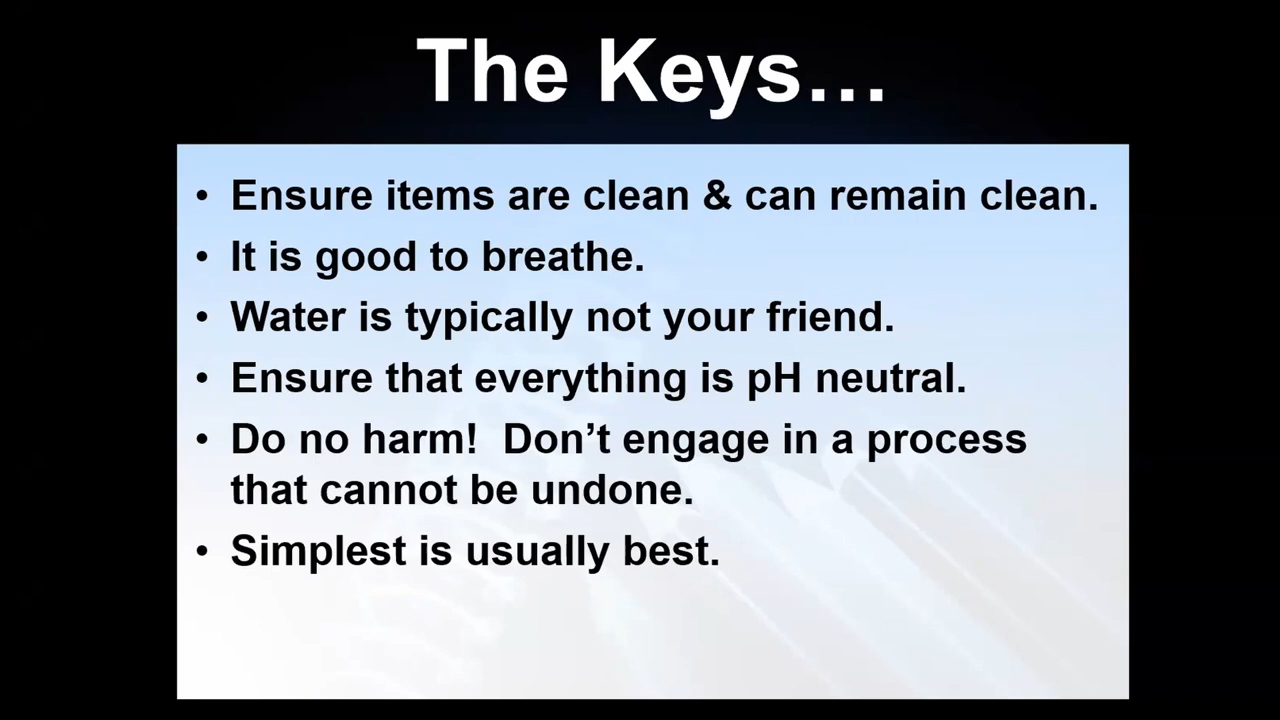 The Keys…
• Ensure items are clean & can remain clean.
• It is good to breathe.
• Water is typically not your friend.
• Ensure that everything is pH neutral.
• Do no harm!  Don’t engage in a process
that cannot be undone.
• Simplest is usually best.